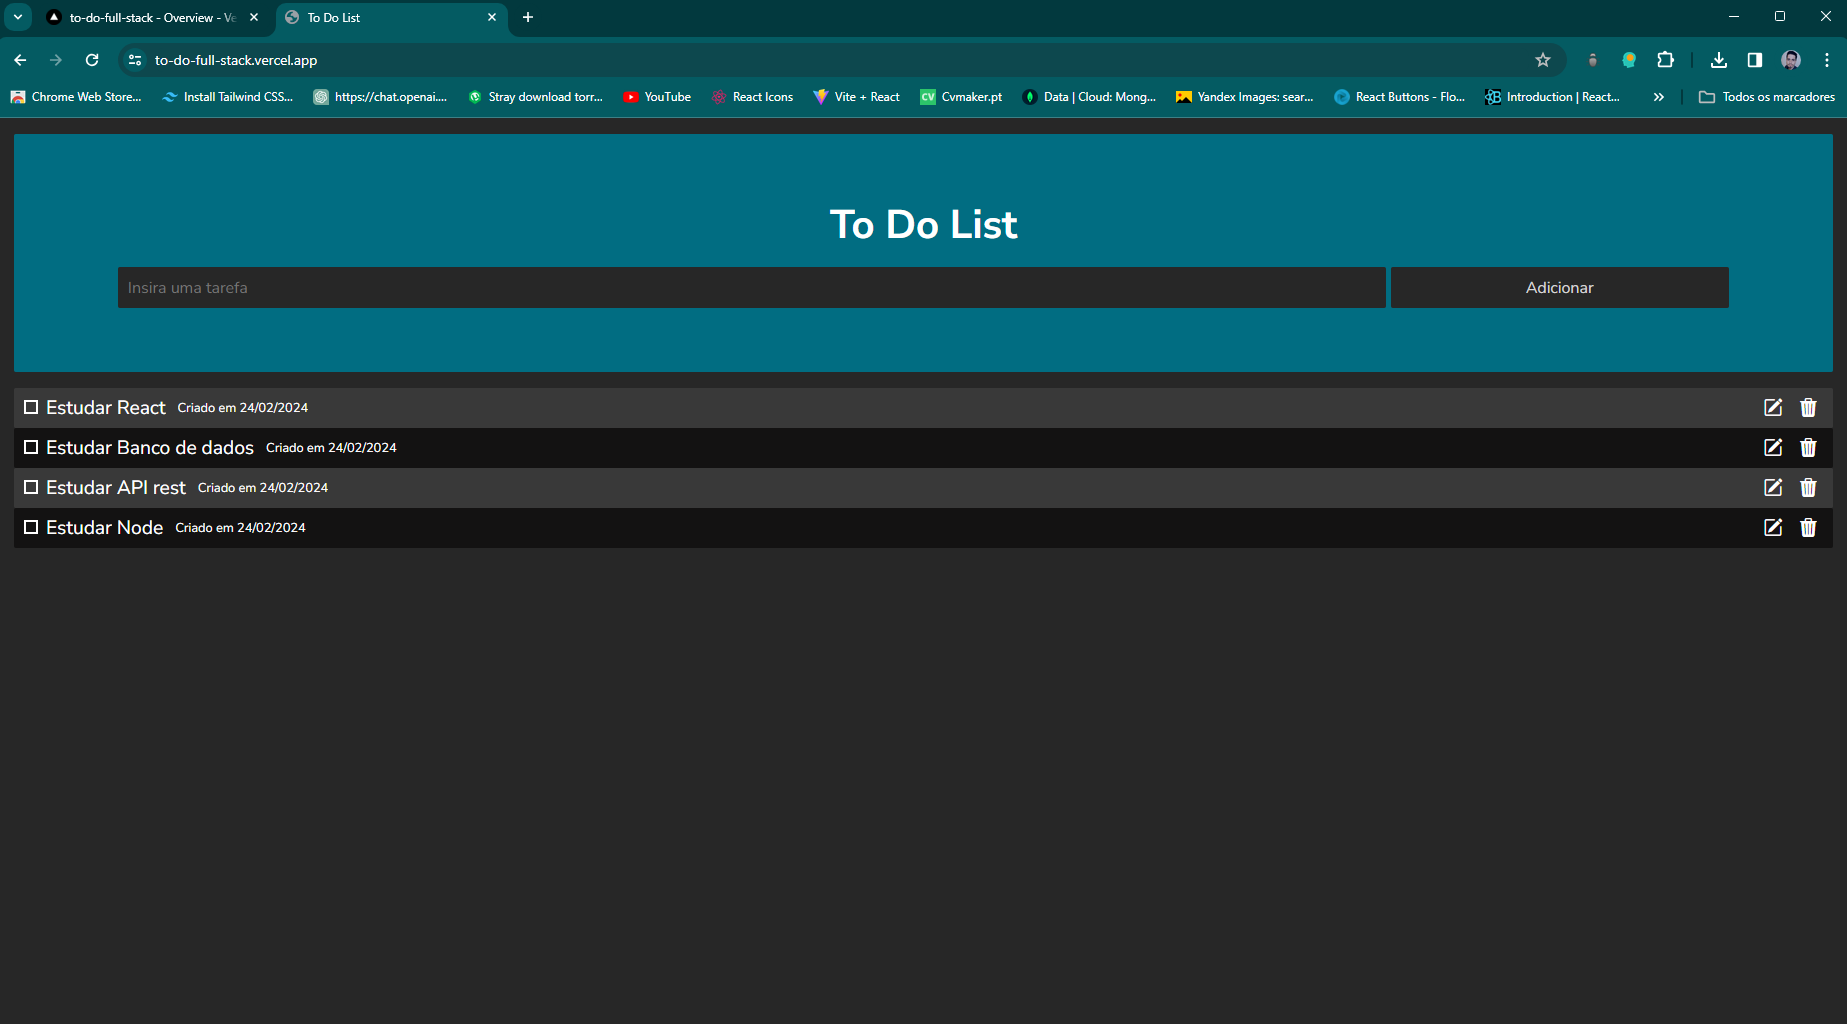 to-do-full-stack - Overview - Ve
To Do List
to-do-full-stack.vercel.app
Chrome Web Store...
Install Tailwind CSS...
https://chat.openai....
Stray download torr...
YouTube
React Icons
Vite + React
CV
Cvmaker.pt
Data | Cloud: Mong...
Yandex Images: sear...
React Buttons - Flo...
Introduction | React...
Todos os marcadores
To Do List
Insira uma tarefa
Adicionar
Estudar React Criado em 24/02/2024
Estudar Banco de dados Criado em 24/02/2024
Estudar API rest Criado em 24/02/2024
Estudar Node Criado em 24/02/2024